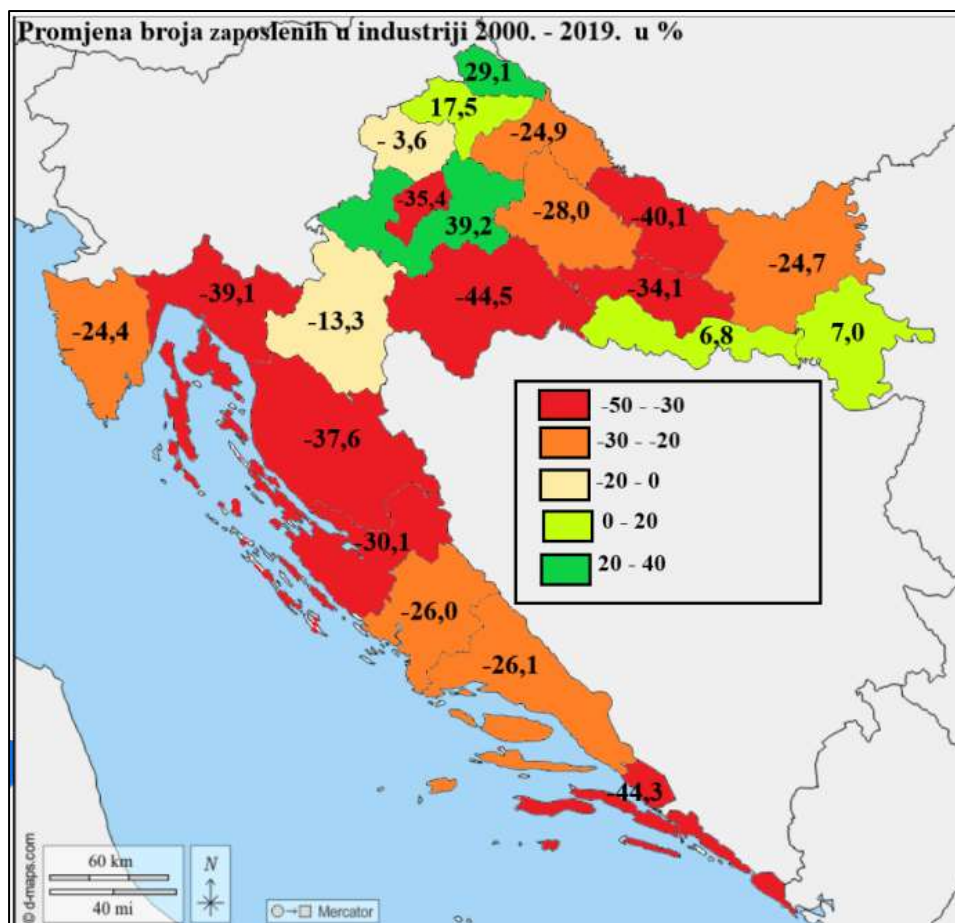 Promjena broja zaposlenih u industriji 2000. - 2019. u %
29,1
17,5
- 3,6
-24,9
-35,4
39,2
-28,0
-40,1
-24,7
-39,1
-44,5
-34,1
-24,4
-13,3
6,8
7,0
-37,6
-30,1
-26,0
-26,1
-44,3
-50 – -30
-30 – -20
-20 – 0
0 – 20
20 – 40
60 km
40 mi
N
Mercator
© d-maps.com